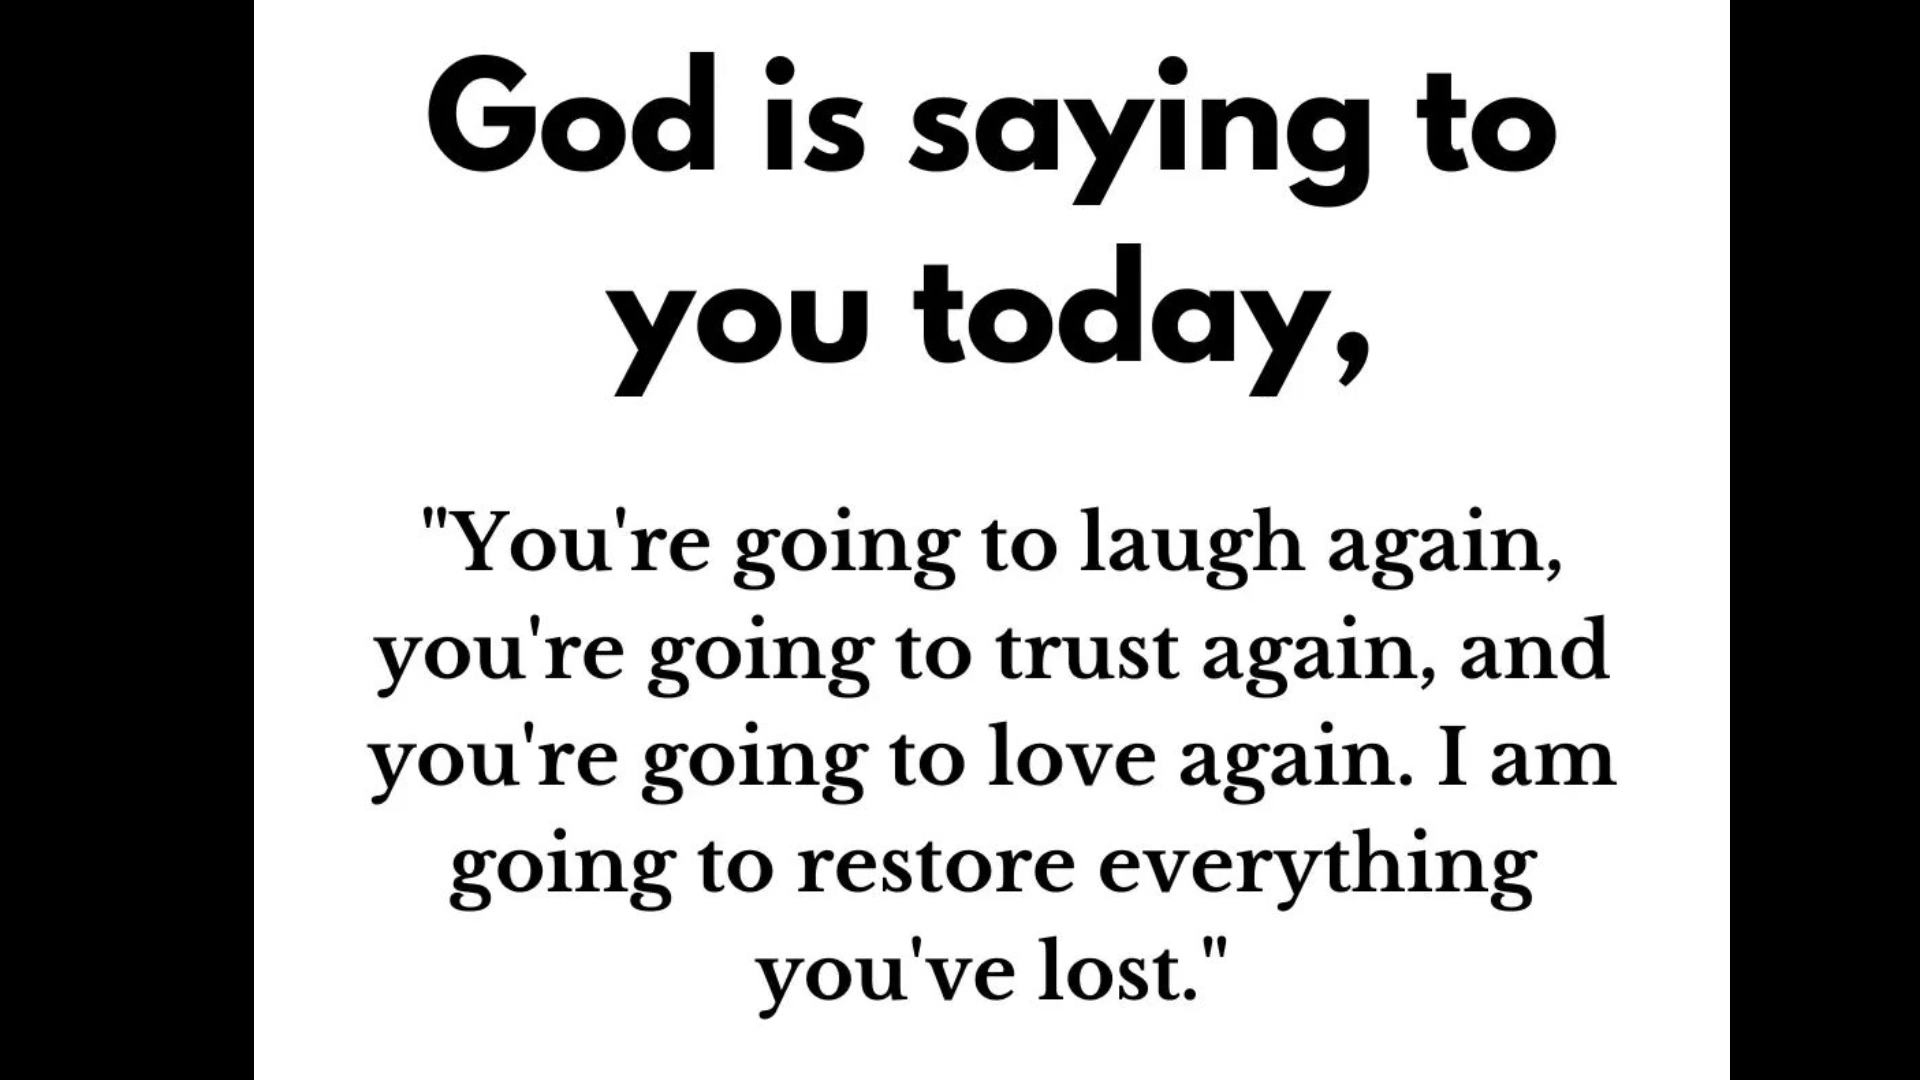 God is saying to
you today,
"You're going to laugh again,
you're going to trust again, and
you're going to love again. I am
going to restore everything
you've lost."